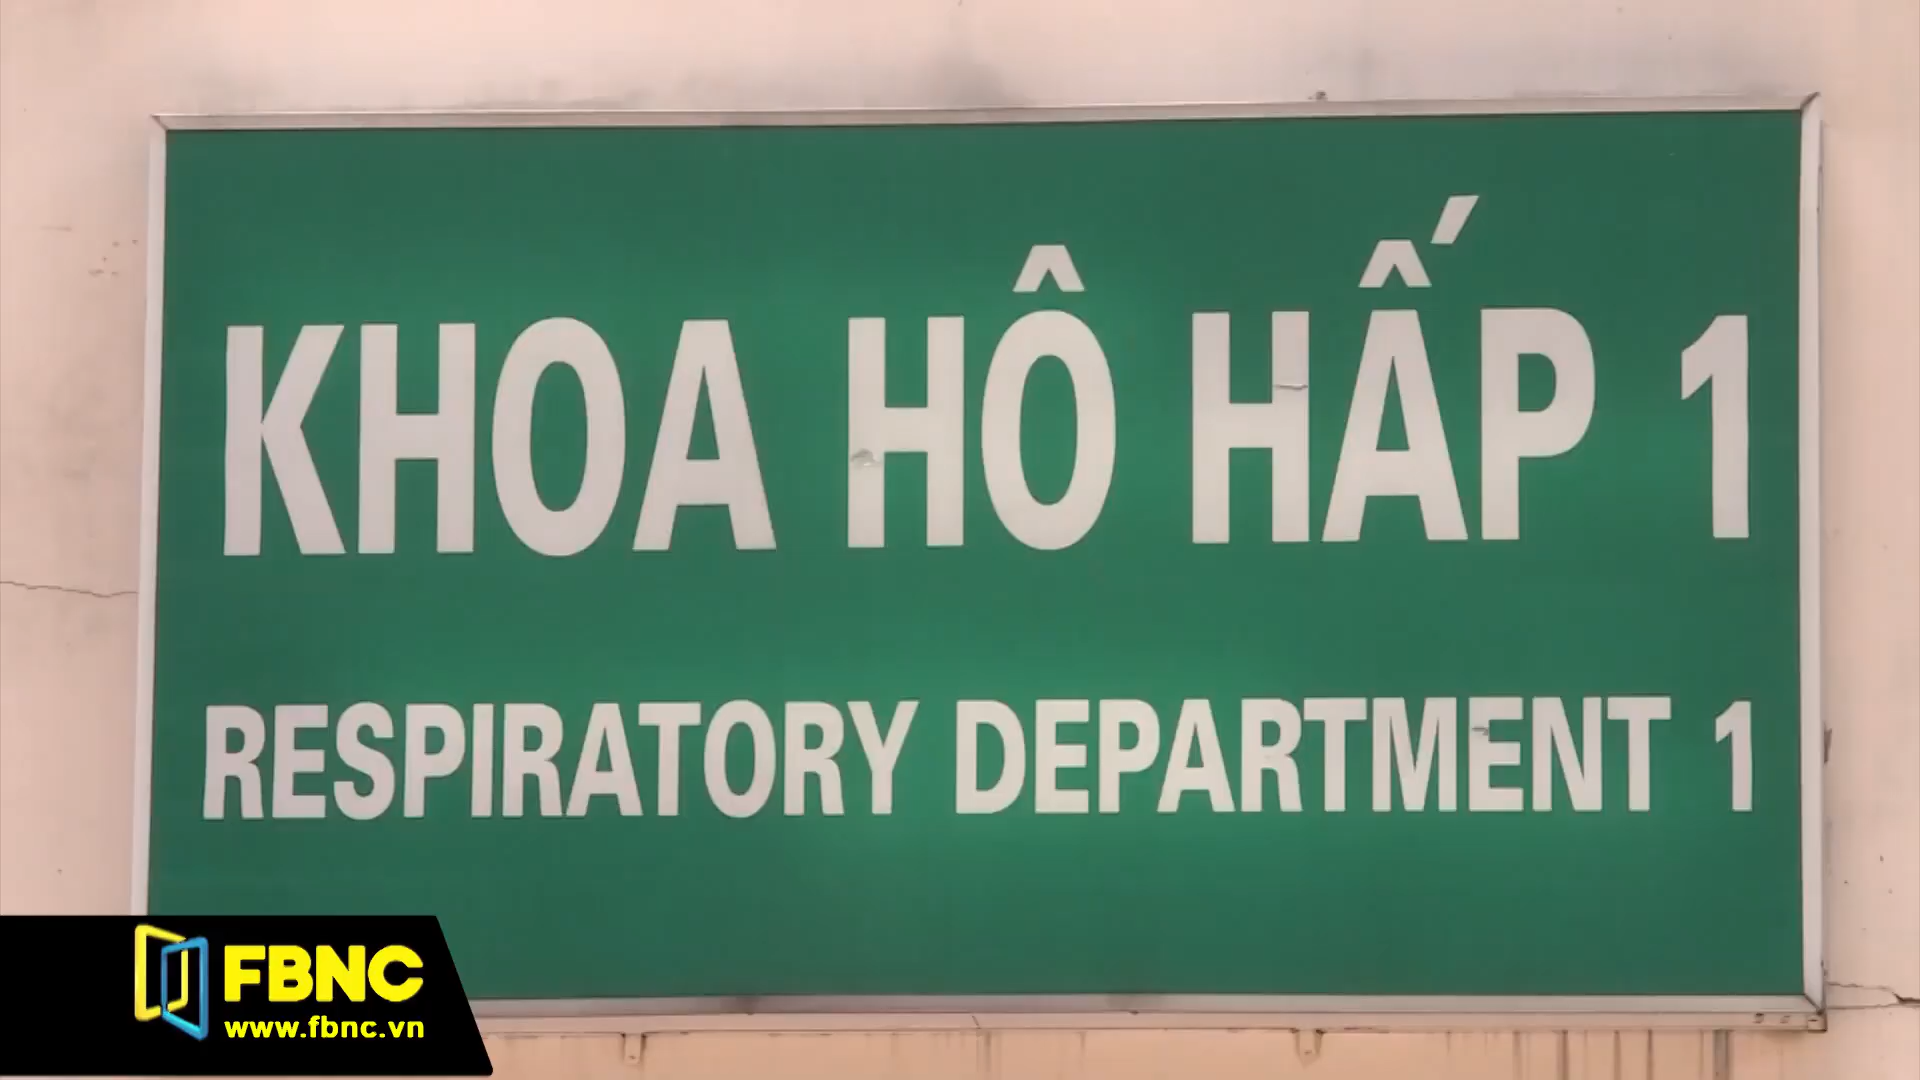 KHOA HÔ HẤP 1
RESPIRATORY DEPARTMENT 1
FBNC
www.fbnc.vn